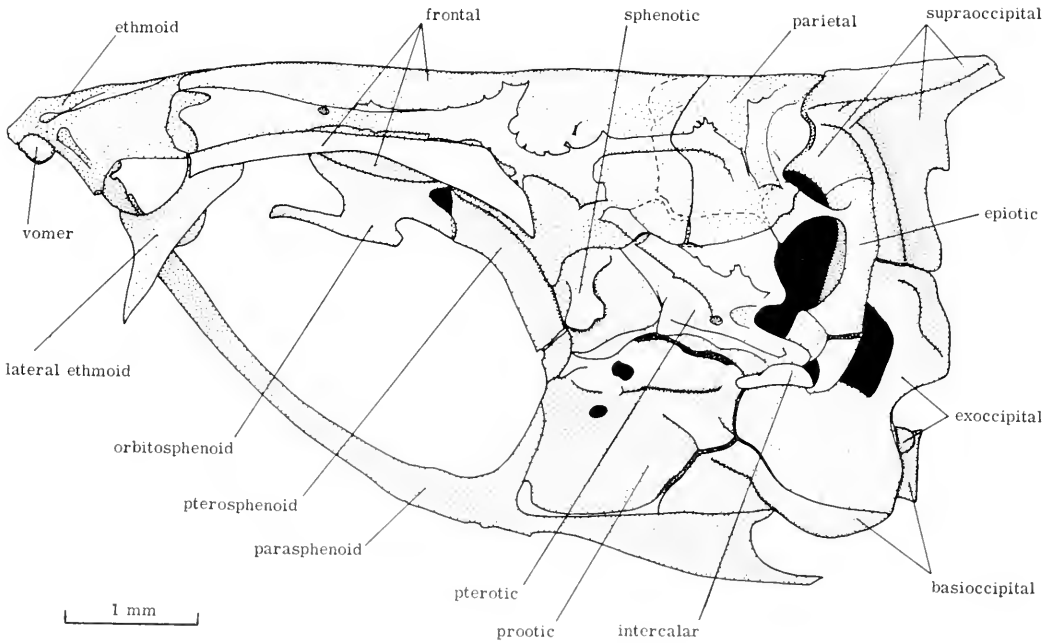 frontal
sphenotic
parietal
supraoccipital
ethmoid
vomer
epiotic
lateral ethmoid
exoccipital
orbitosphenoid
pterosphenoid
parasphenoid
pterotic
basioccipital
1 mm
prootic
intercalar